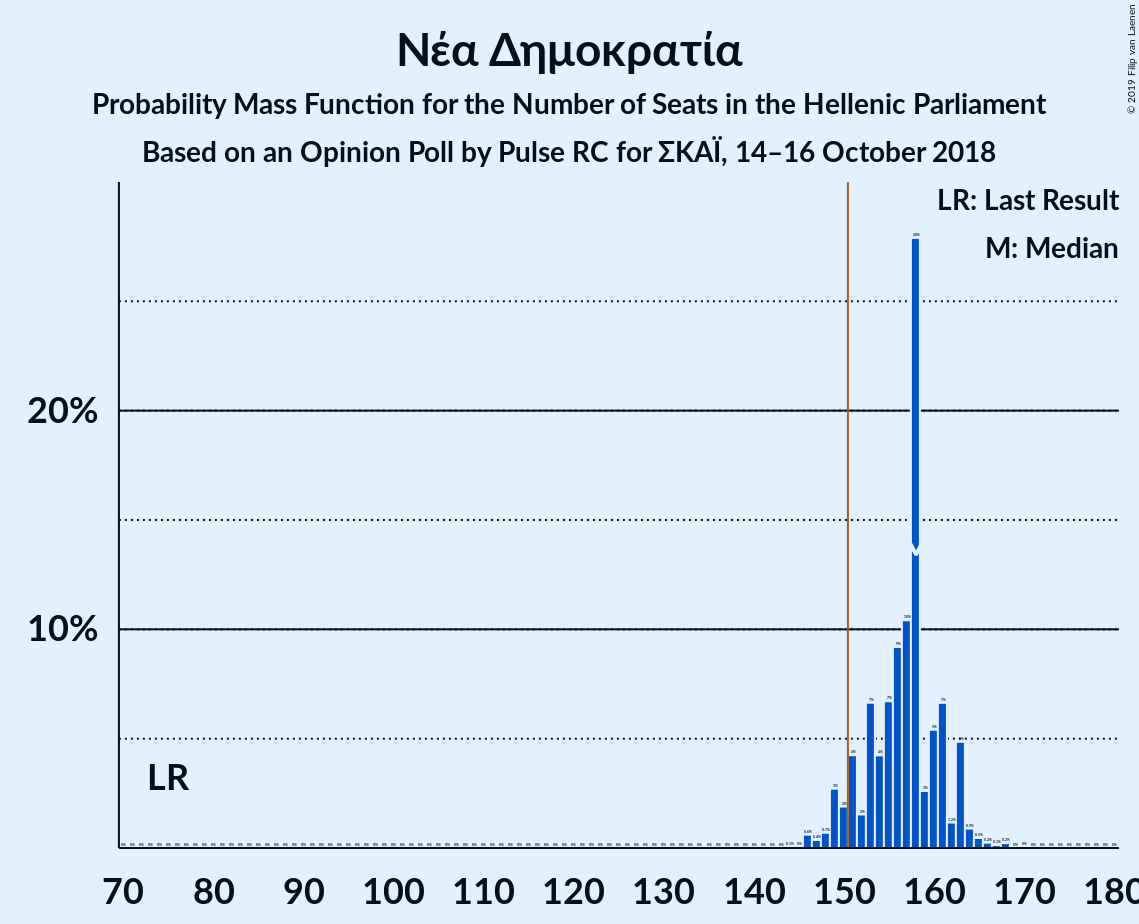 Νέα Δημοκρατία
Probability Mass Function for the Number of Seats in the Hellenic Parliament
Based on an Opinion Poll by Pulse RC for ΣΚΑΪ, 14–16 October 2018
© 2019 Filip van Laenen
LR: Last Result
M: Median
20%
10%
LR
70 80 90 100 110 120 130 140 150 160 170 180